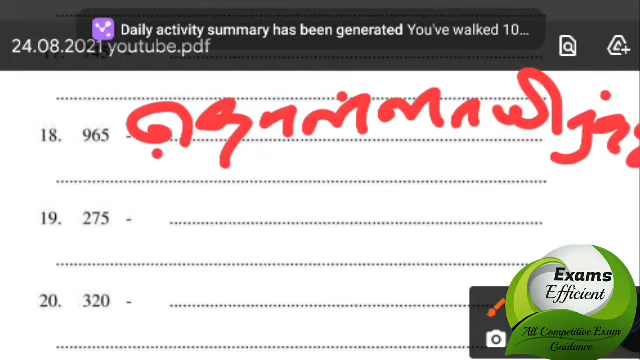 Daily activity summary has been generated You've walked 10...
24.08.2021 youtube.pdf
18. 965 - தொள்ளாயிரத்
19. 275 -
20. 320 -
Exams
Efficient
All Competitive Exam
Guidance